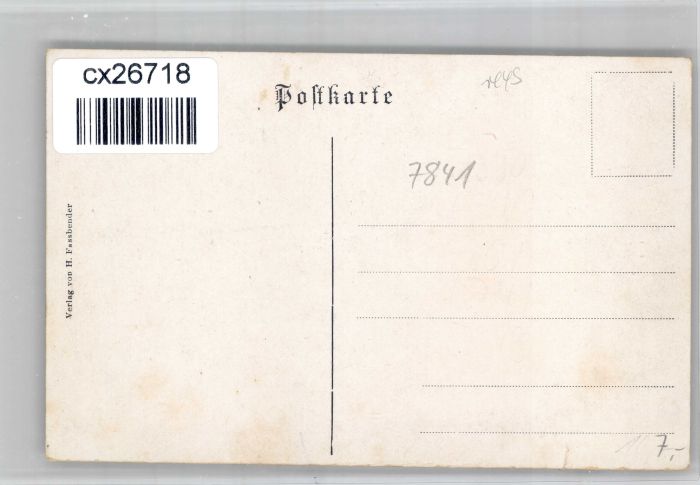 cx26718
Postkarte
7841
Verlag von H. Fassbender
7,-